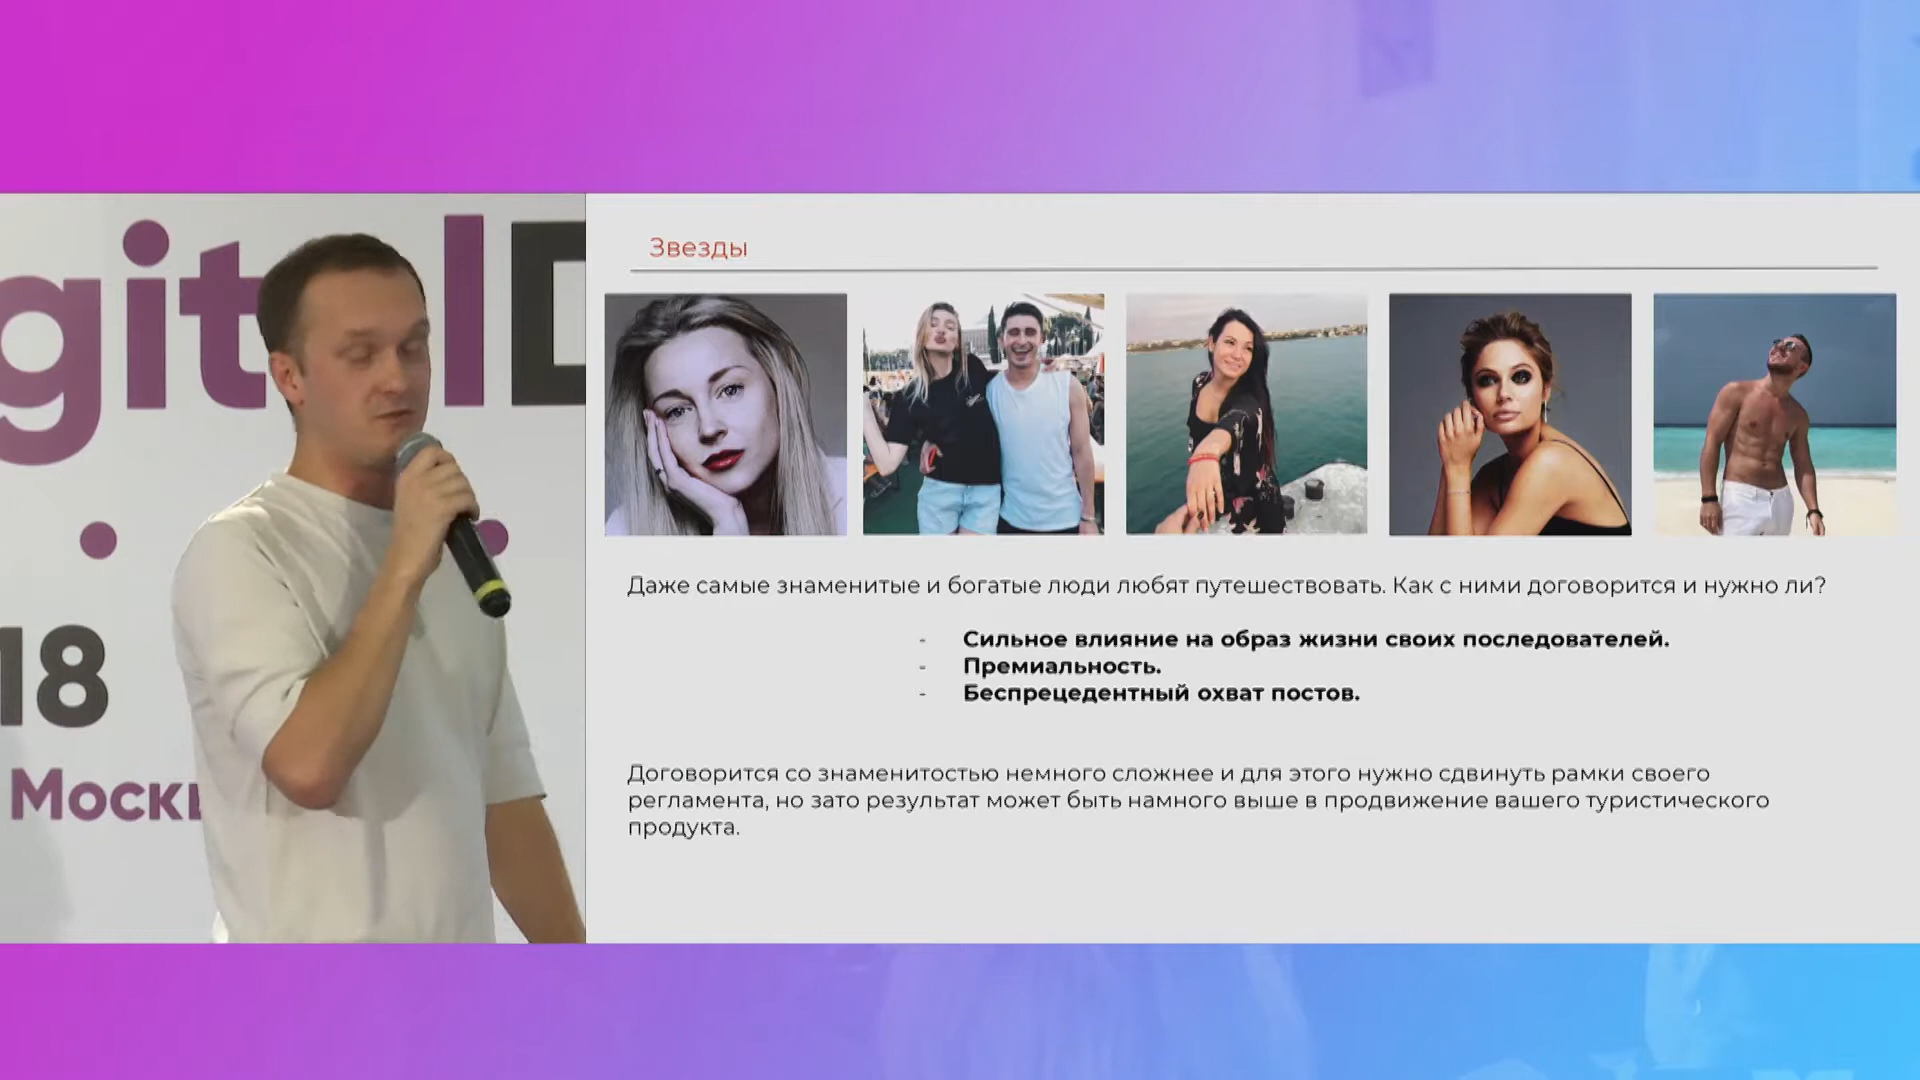 gital D
18
Москв
Звезды
Даже самые знаменитые и богатые люди любят путешествовать. Как с ними договорится и нужно ли?
- Сильное влияние на образ жизни своих последователей.
- Премиальность.
- Беспрецедентный охват постов.
Договорится со знаменитостью немного сложнее и для этого нужно сдвинуть рамки своего
регламента, но зато результат может быть намного выше в продвижение вашего туристического
продукта.